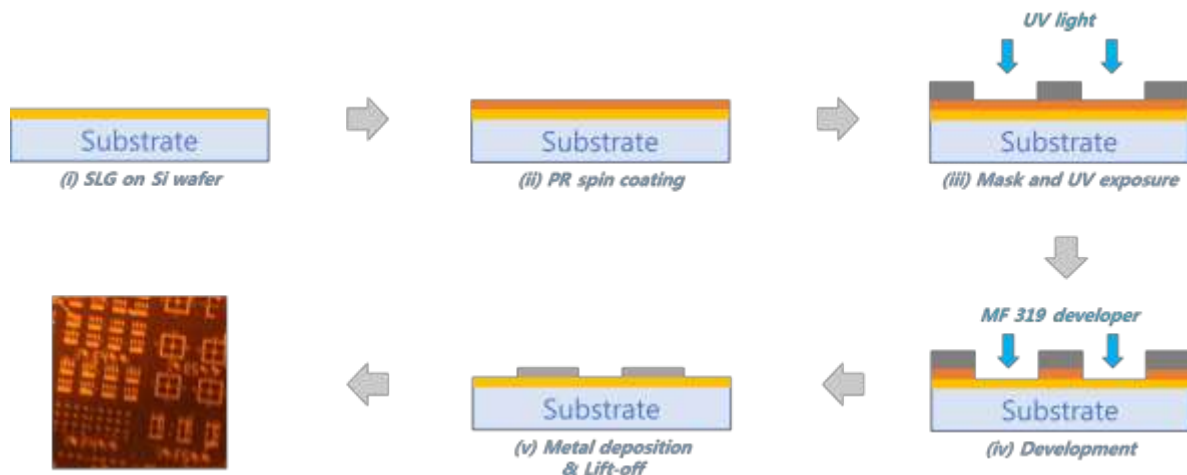 UV light
Substrate
(i) SLG on Si wafer
Substrate
(ii) PR spin coating
Substrate
(iii) Mask and UV exposure
MF 319 developer
Substrate
(iv) Development
Substrate
(v) Metal deposition
& Lift-off